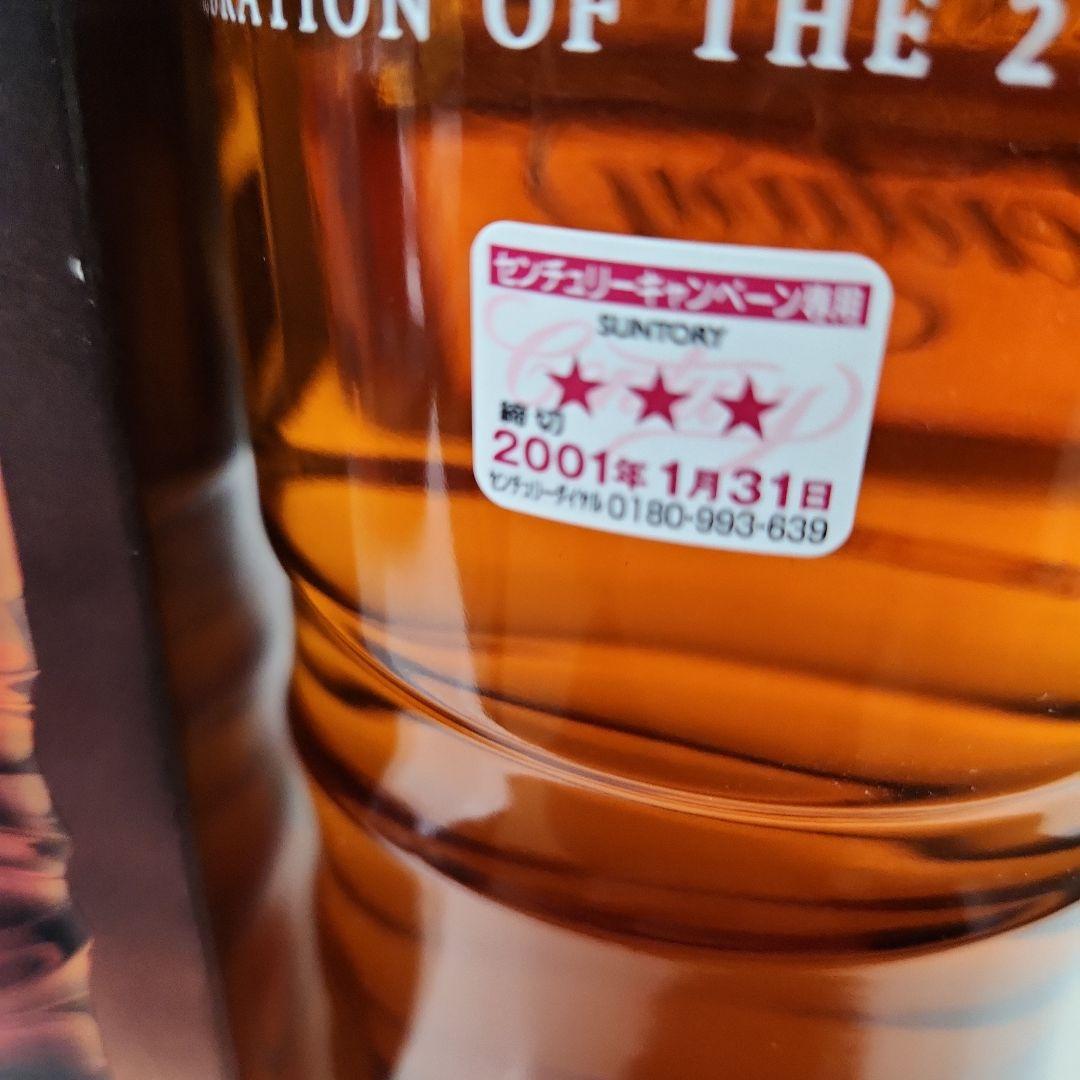 OF THE 2
センチュリーキャンペーン専用
SUNTORY
Century
★★★
締切
2001年1月31日
センチュリーダイヤル 0180-993-639